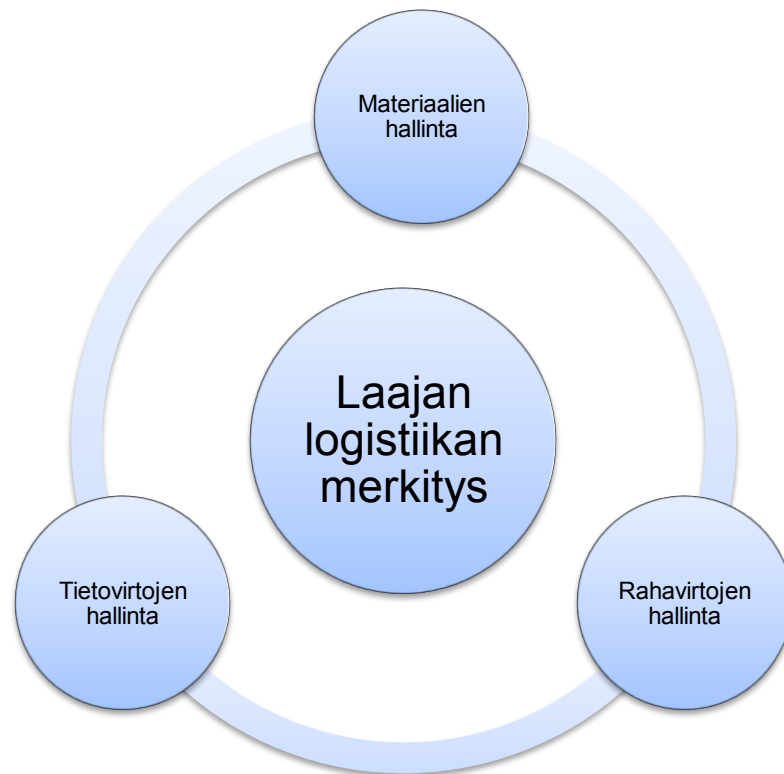 Materiaalien
hallinta
Laajan
logistiikan
merkitys
Tietovirtojen
hallinta
Rahavirtojen
hallinta